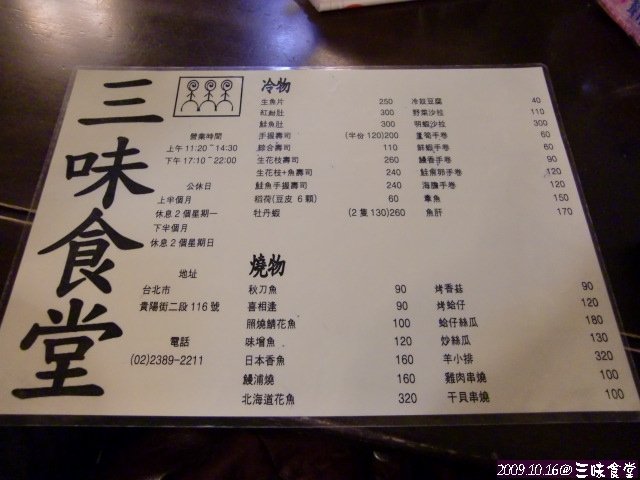 三味食堂
營業時間
上午 11:20~14:30
下午 17:10~22:00
公休日
上半個月
休息 2 個星期一
下半個月
休息 2 個星期日
地址
台北市
貴陽街二段 116 號
電話
(02)2389-2211
冷物
生魚片 250
紅魽肚 300
鮭魚肚 300
手握壽司 (半份 120)200
綜合壽司 110
生花枝壽司 260
生花枝+魚壽司 240
鮭魚手握壽司 240
稻荷(豆皮 6 顆) 60
牡丹蝦 (2 隻 130)260
冷奴豆腐 40
野菜沙拉 110
明蝦沙拉 300
蘆筍手卷 60
鮮蝦手卷 60
鰻香手卷 90
鮭魚卵手卷 120
海膽手卷 120
章魚 150
魚肝 170
燒物
秋刀魚 90
喜相逢 90
照燒鯖花魚 100
味增魚 120
日本香魚 160
鰻浦燒 160
北海道花魚 320
烤香菇 90
烤蛤仔 120
蛤仔絲瓜 180
炒絲瓜 130
羊小排 320
雞肉串燒 100
干貝串燒 100
2009.10.16@三味食堂